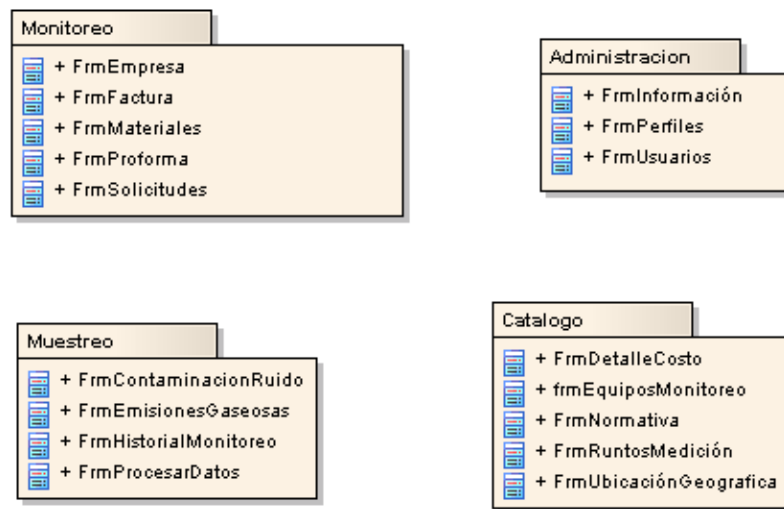 Monitoreo
+ FrmEmpresa
+ FrmFactura
+ FrmMateriales
+ FrmProforma
+ FrmSolicitudes
Administracion
+ FrmInformación
+ FrmPerfiles
+ FrmUsuarios
Muestreo
+ FrmContaminacionRuido
+ FrmEmisionesGaseosas
+ FrmHistorialMonitoreo
+ FrmProcesarDatos
Catalogo
+ FrmDetalleCosto
+ frmEquiposMonitoreo
+ FrmNormativa
+ FrmRuntosMedición
+ FrmUbicaciónGeografica